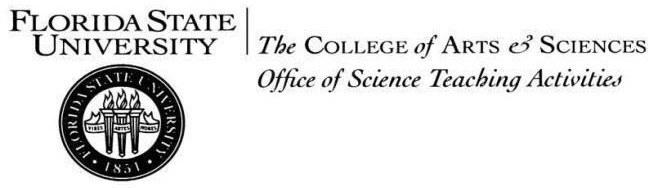 FLORIDA STATE
UNIVERSITY
The COLLEGE of ARTS & SCIENCES
Office of Science Teaching Activities
FLORIDA STATE UNIVERSITY
VIRES ARTES MORES
• 1851 •